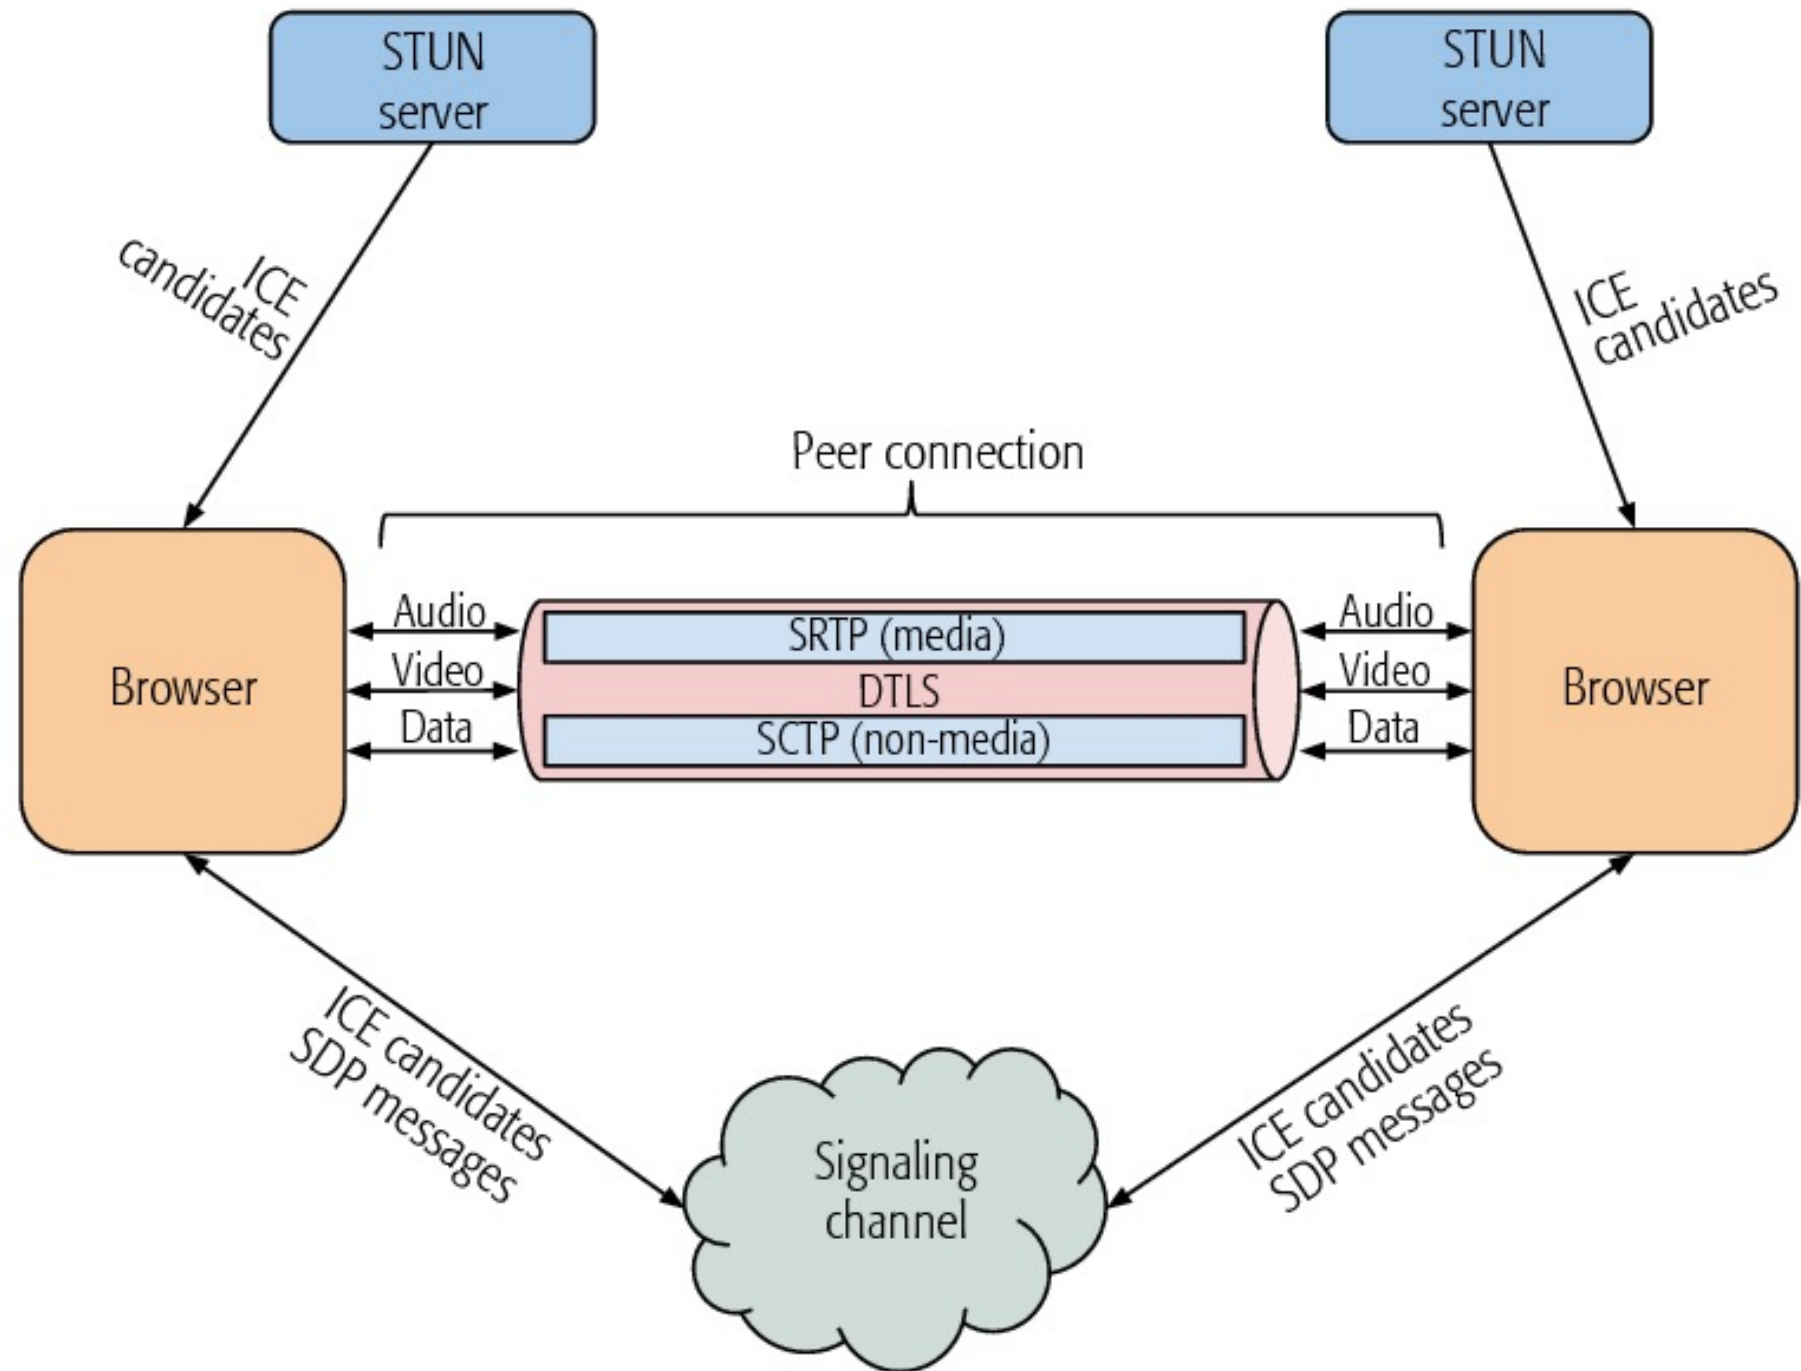 STUN
server
STUN
server
ICE
candidates
ICE
candidates
Peer connection
Browser
Audio
Video
Data
SRTP (media)
DTLS
SCTP (non-media)
Audio
Video
Data
Browser
ICE candidates
SDP messages
Signaling
channel
ICE candidates
SDP messages